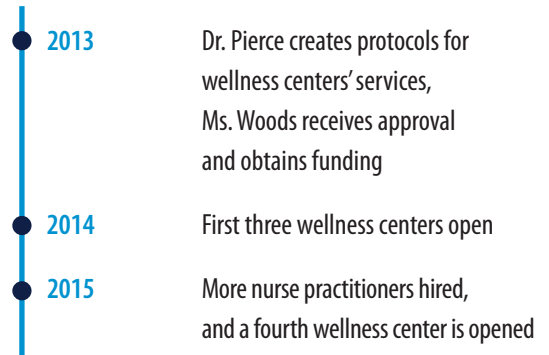 2013 Dr. Pierce creates protocols for
wellness centers’ services,
Ms. Woods receives approval
and obtains funding
2014 First three wellness centers open
2015 More nurse practitioners hired,
and a fourth wellness center is opened